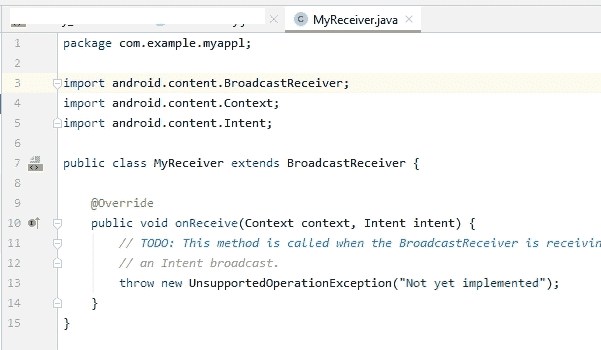 MyReceiver.java
1 package com.example.myappl;
2
3 import android.content.BroadcastReceiver;
4 import android.content.Context;
5 import android.content.Intent;
6
7 public class MyReceiver extends BroadcastReceiver {
8
9 @Override
10 public void onReceive(Context context, Intent intent) {
11 // TODO: This method is called when the BroadcastReceiver is receivin
12 // an Intent broadcast.
13 throw new UnsupportedOperationException("Not yet implemented");
14 }
15 }